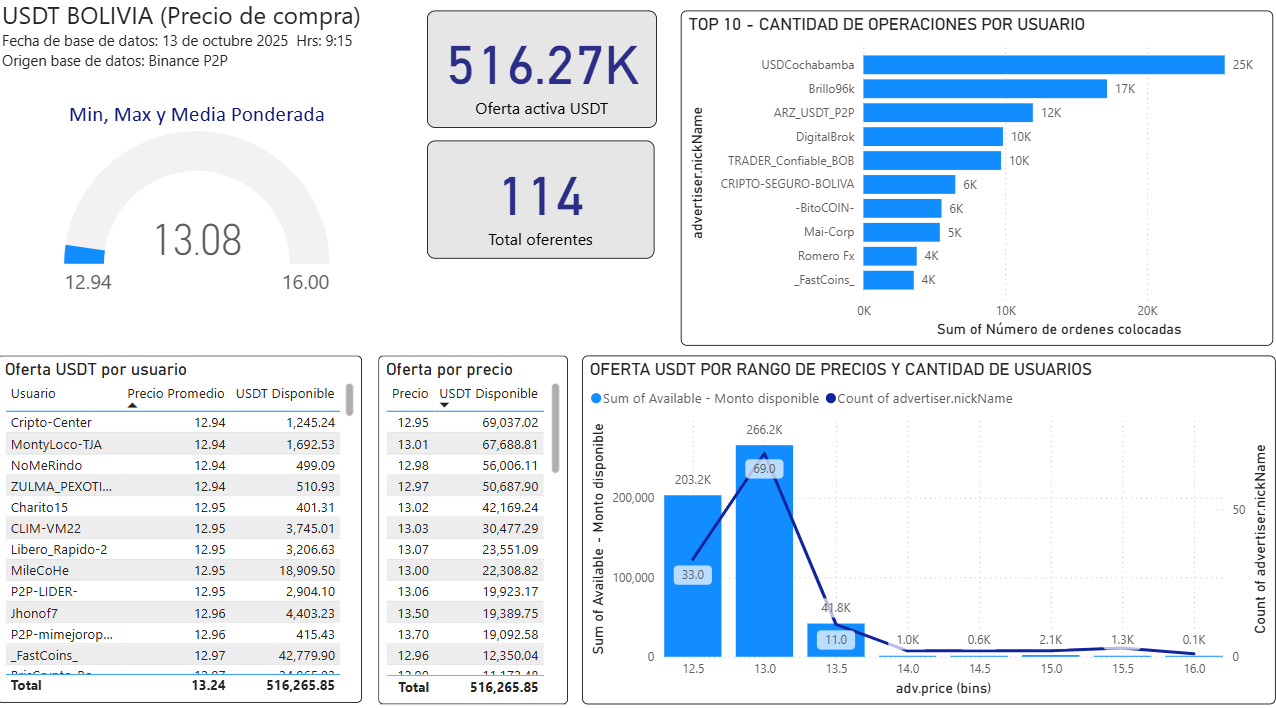 USDT BOLIVIA (Precio de compra)
Fecha de base de datos: 13 de octubre 2025 Hrs: 9:15
Origen base de datos: Binance P2P
Min, Max y Media Ponderada
13.08
12.94
16.00
516.27K
Oferta activa USDT
114
Total oferentes
TOP 10 - CANTIDAD DE OPERACIONES POR USUARIO
advertiser.nickName
USDCochabamba 25K
Brillo96k 17K
ARZ_USDT_P2P 12K
DigitalBrok 10K
TRADER_Confiable_BOB 10K
CRIPTO-SEGURO-BOLIVA 6K
-BitoCOIN- 6K
Mai-Corp 5K
Romero Fx 4K
_FastCoins_ 4K
0K 10K 20K
Sum of Número de ordenes colocadas
Oferta USDT por usuario
Usuario Precio Promedio USDT Disponible
Cripto-Center 12.94 1,245.24
MontyLoco-TJA 12.94 1,692.53
NoMeRindo 12.94 499.09
ZULMA_PEXOTI... 12.94 510.93
Charito15 12.95 401.31
CLIM-VM22 12.95 3,745.01
Libero_Rapido-2 12.95 3,206.63
MileCoHe 12.95 18,909.50
P2P-LIDER- 12.95 2,904.10
Jhonof7 12.96 4,403.23
P2P-mimejorop... 12.96 415.43
_FastCoins_ 12.97 42,779.90
Total 13.24 516,265.85
Oferta por precio
Precio USDT Disponible
12.95 69,037.02
13.01 67,688.81
12.98 56,006.11
12.97 50,687.90
13.02 42,169.24
13.03 30,477.29
13.07 23,551.09
13.00 22,308.82
13.06 19,923.17
13.50 19,389.75
13.70 19,092.58
12.96 12,350.04
Total 516,265.85
OFERTA USDT POR RANGO DE PRECIOS Y CANTIDAD DE USUARIOS
Sum of Available - Monto disponible Count of advertiser.nickName
Sum of Available - Monto disponible
200,000
100,000
0
203.2K 266.2K 41.8K 1.0K 0.6K 2.1K 1.3K 0.1K
33.0 69.0 11.0
50
0
Count of advertiser.nickName
12.5 13.0 13.5 14.0 14.5 15.0 15.5 16.0
adv.price (bins)